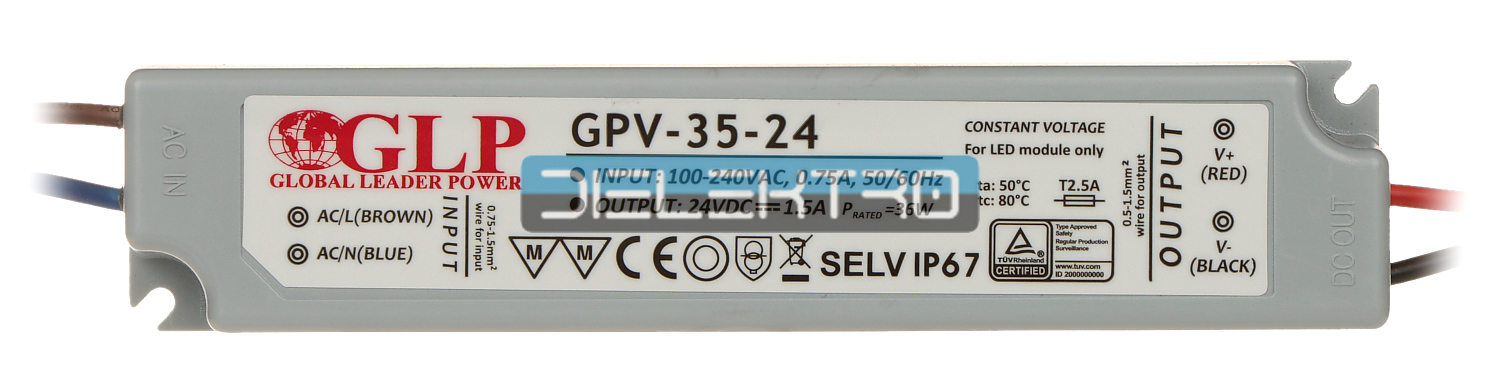 AC IN
GLP
GLOBAL LEADER POWER
AC/L(BROWN)
AC/N(BLUE)
INPUT
0.75-1.5mm²
wire for input
GPV-35-24
INPUT: 100-240VAC, 0.75A, 50/60Hz
OUTPUT: 24VDC⎓1.5A PRATED =36W
DELEKTRO
CONSTANT VOLTAGE
For LED module only
ta: 50°C
tc: 80°C
T2.5A
M M CE
SELV IP67
TÜVRheinland
CERTIFIED
Type Approved
Safety
Regular Production
Surveillance
www.tuv.com
ID 2000000000
0.5-1.5mm²
wire for output
OUTPUT
V+
(RED)
V-
(BLACK)
DC OUT